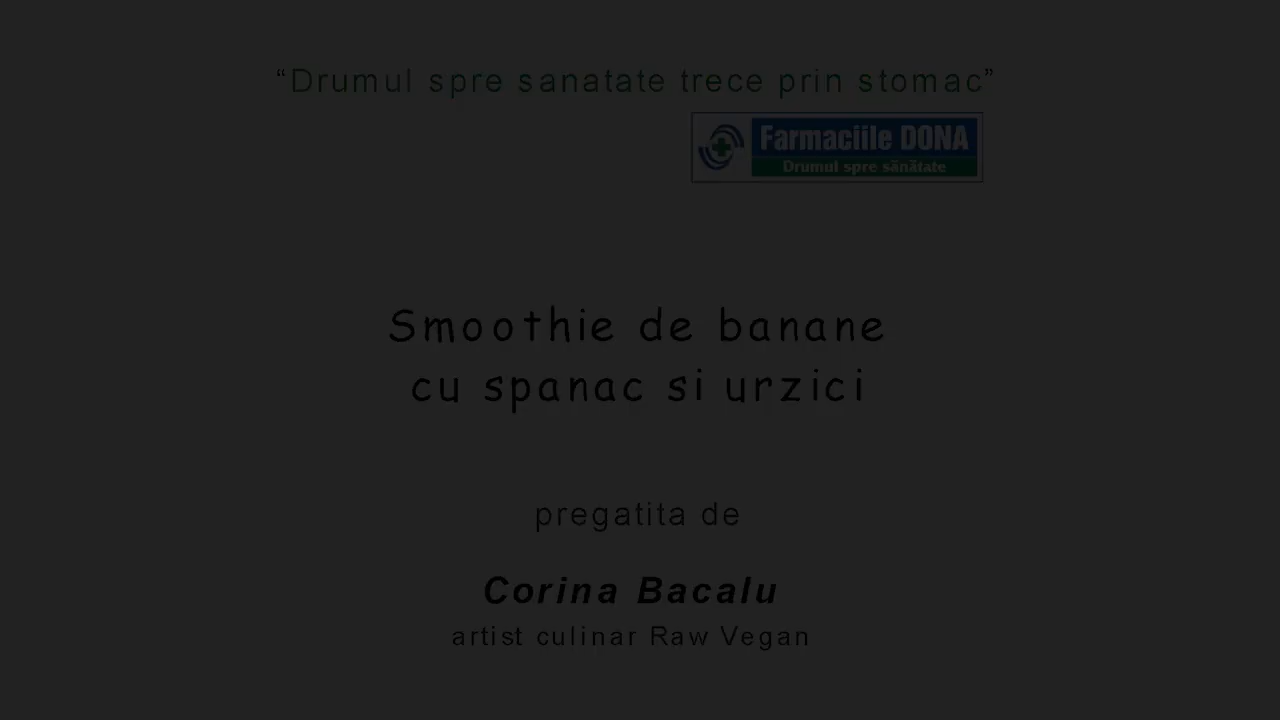 “Drumul spre sanatate trece prin stomac”
Farmaciile DONA
Drumul spre sănătate
Smoothie de banane
cu spanac si urzici
pregatita de
Corina Bacalu
artist culinar Raw Vegan